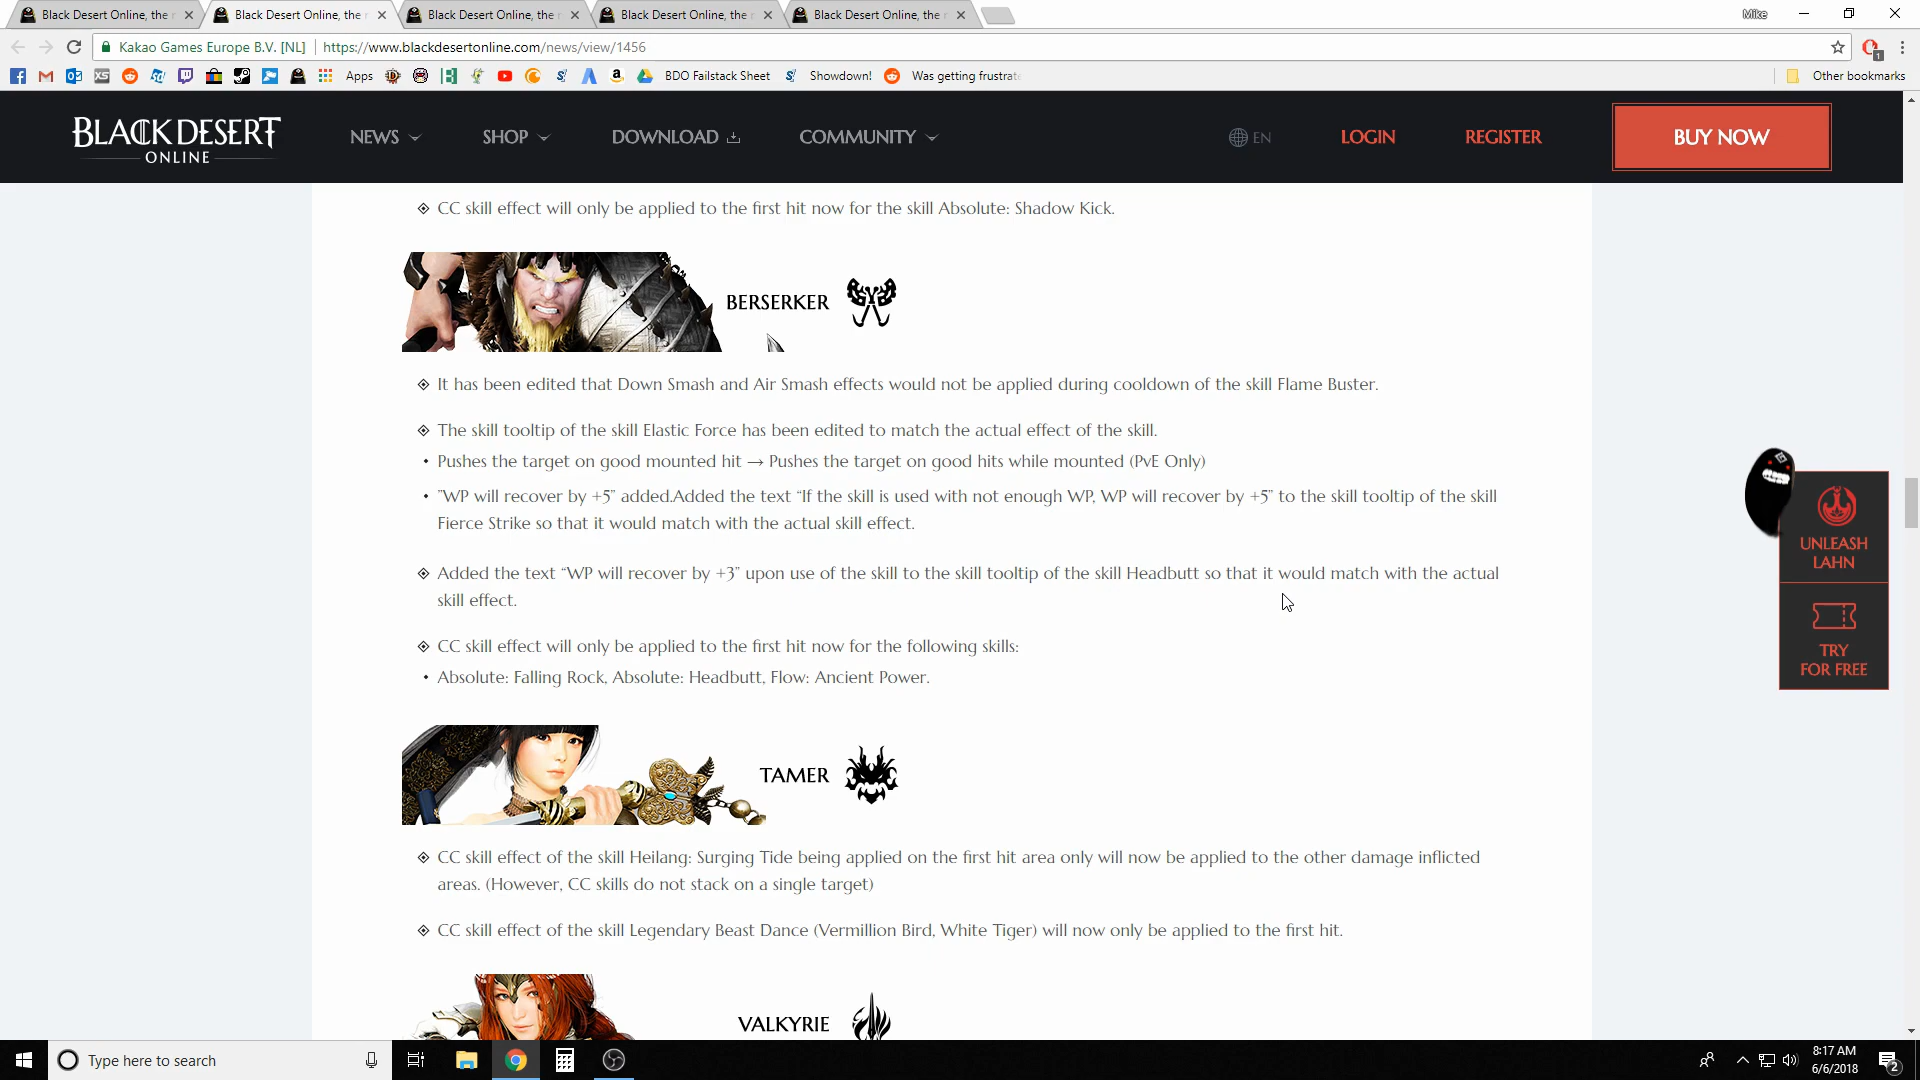 Black Desert Online, the
Black Desert Online, the
Black Desert Online, the
Black Desert Online, the
Black Desert Online, the
Mike
Kakao Games Europe B.V. [NL]
https://www.blackdesertonline.com/news/view/1456
1
Apps
BDO Failstack Sheet
Showdown!
Was getting frustrat
Other bookmarks
BLACK DESERT
ONLINE
NEWS
SHOP
DOWNLOAD
COMMUNITY
EN
LOGIN
REGISTER
BUY NOW
CC skill effect will only be applied to the first hit now for the skill Absolute: Shadow Kick.
BERSERKER
It has been edited that Down Smash and Air Smash effects would not be applied during cooldown of the skill Flame Buster.
The skill tooltip of the skill Elastic Force has been edited to match the actual effect of the skill.
• Pushes the target on good mounted hit → Pushes the target on good hits while mounted (PvE Only)
• ”WP will recover by +5” added.Added the text “If the skill is used with not enough WP, WP will recover by +5” to the skill tooltip of the skill
Fierce Strike so that it would match with the actual skill effect.
Added the text “WP will recover by +3” upon use of the skill to the skill tooltip of the skill Headbutt so that it would match with the actual
skill effect.
CC skill effect will only be applied to the first hit now for the following skills:
• Absolute: Falling Rock, Absolute: Headbutt, Flow: Ancient Power.
UNLEASH
LAHN
TRY
FOR FREE
TAMER
CC skill effect of the skill Heilang: Surging Tide being applied on the first hit area only will now be applied to the other damage inflicted
areas. (However, CC skills do not stack on a single target)
CC skill effect of the skill Legendary Beast Dance (Vermillion Bird, White Tiger) will now only be applied to the first hit.
VALKYRIE
Type here to search
8:17 AM
6/6/2018
2